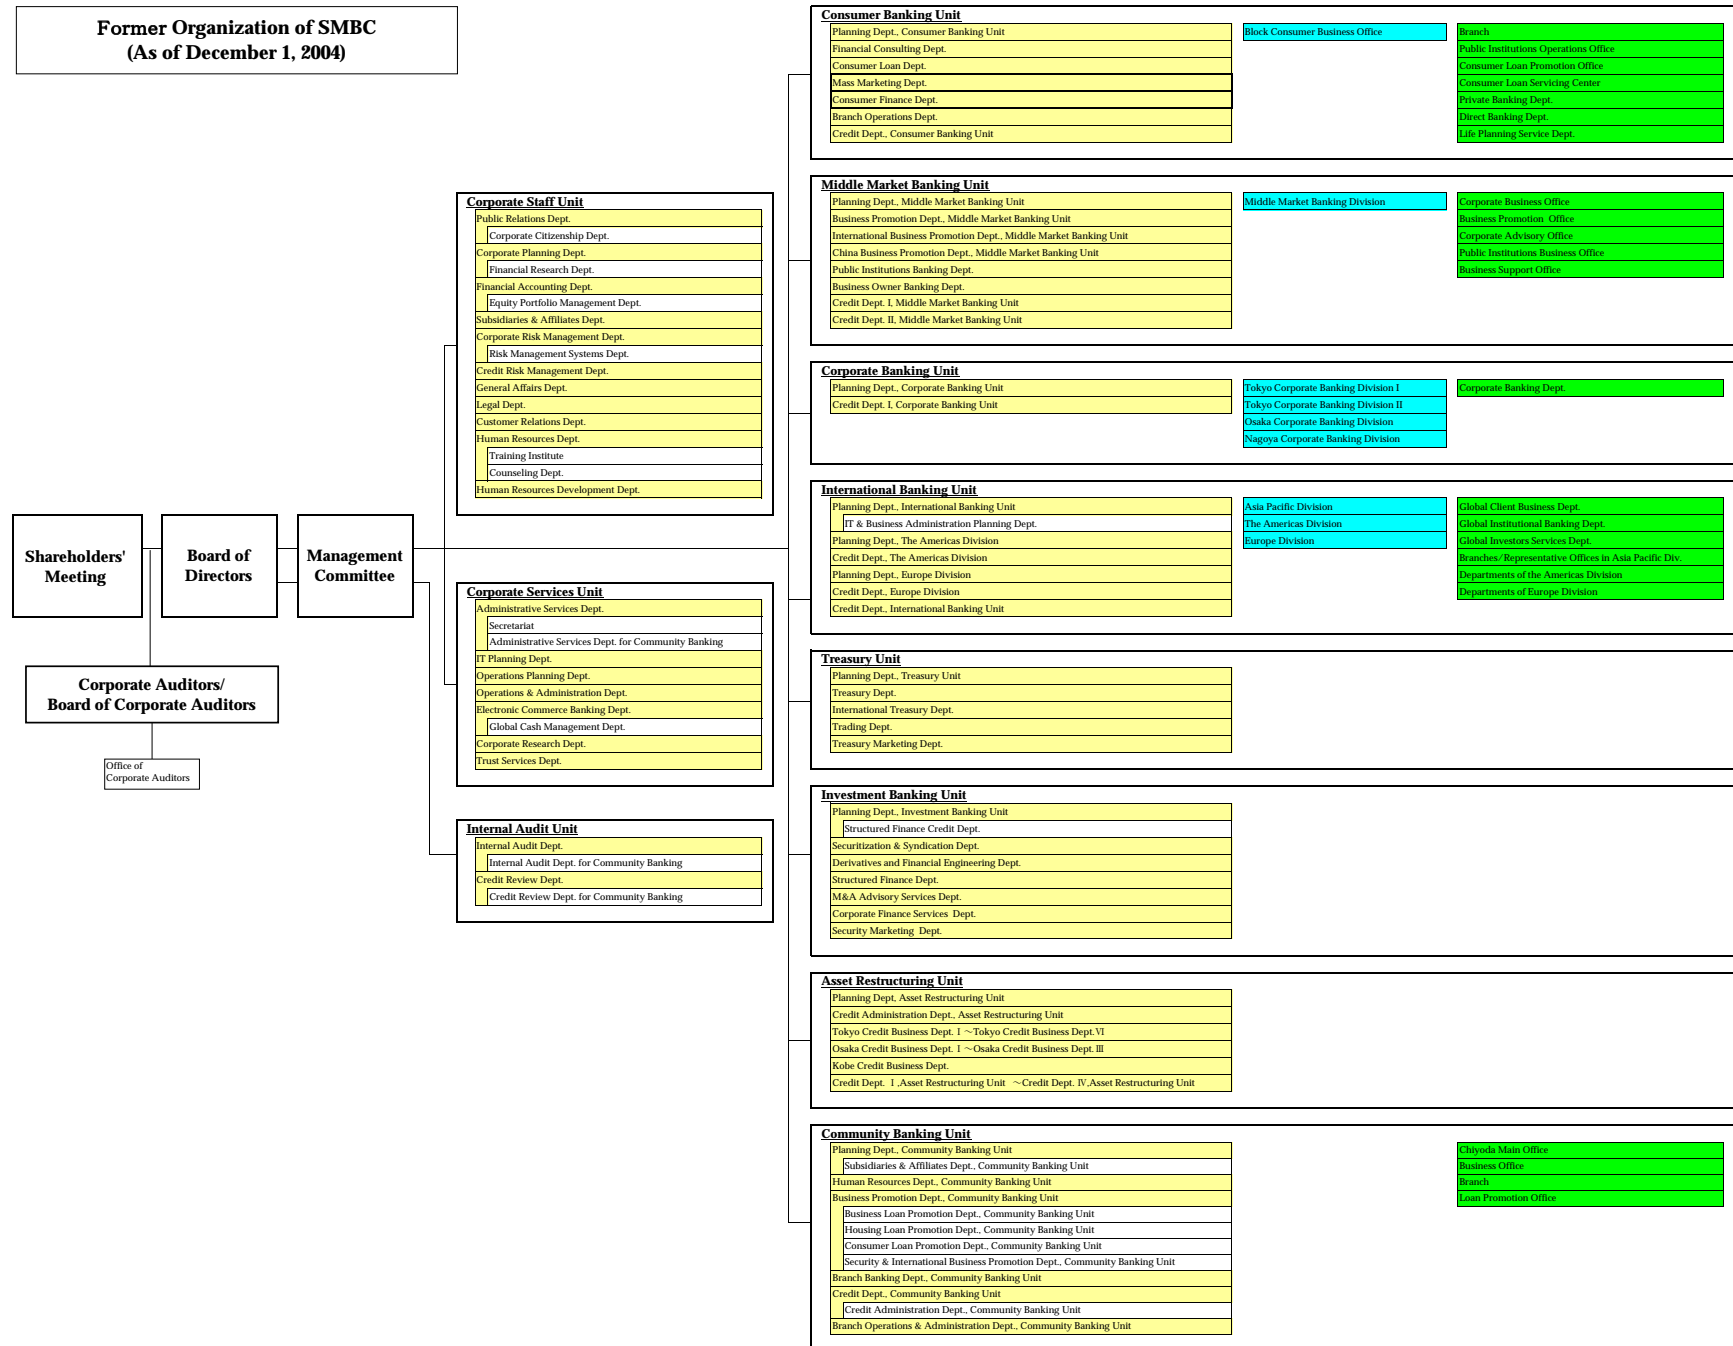 Former Organization of SMBC
(As of December 1, 2004)
Shareholders'
Meeting
Board of
Directors
Management
Committee
Corporate Auditors/
Board of Corporate Auditors
Office of
Corporate Auditors
Corporate Staff Unit
Public Relations Dept.
Corporate Citizenship Dept.
Corporate Planning Dept.
Financial Research Dept.
Financial Accounting Dept.
Equity Portfolio Management Dept.
Subsidiaries & Affiliates Dept.
Corporate Risk Management Dept.
Risk Management Systems Dept.
Credit Risk Management Dept.
General Affairs Dept.
Legal Dept.
Customer Relations Dept.
Human Resources Dept.
Training Institute
Counseling Dept.
Human Resources Development Dept.
Corporate Services Unit
Administrative Services Dept.
Secretariat
Administrative Services Dept. for Community Banking
IT Planning Dept.
Operations Planning Dept.
Operations & Administration Dept.
Electronic Commerce Banking Dept.
Global Cash Management Dept.
Corporate Research Dept.
Trust Services Dept.
Internal Audit Unit
Internal Audit Dept.
Internal Audit Dept. for Community Banking
Credit Review Dept.
Credit Review Dept. for Community Banking
Consumer Banking Unit
Planning Dept., Consumer Banking Unit
Financial Consulting Dept.
Consumer Loan Dept.
Mass Marketing Dept.
Consumer Finance Dept.
Branch Operations Dept.
Credit Dept., Consumer Banking Unit
Block Consumer Business Office
Branch
Public Institutions Operations Office
Consumer Loan Promotion Office
Consumer Loan Servicing Center
Private Banking Dept.
Direct Banking Dept.
Life Planning Service Dept.
Middle Market Banking Unit
Planning Dept., Middle Market Banking Unit
Business Promotion Dept., Middle Market Banking Unit
International Business Promotion Dept., Middle Market Banking Unit
China Business Promotion Dept., Middle Market Banking Unit
Public Institutions Banking Dept.
Business Owner Banking Dept.
Credit Dept. I, Middle Market Banking Unit
Credit Dept. II, Middle Market Banking Unit
Middle Market Banking Division
Corporate Business Office
Business Promotion Office
Corporate Advisory Office
Public Institutions Business Office
Business Support Office
Corporate Banking Unit
Planning Dept., Corporate Banking Unit
Credit Dept. I, Corporate Banking Unit
Tokyo Corporate Banking Division I
Tokyo Corporate Banking Division II
Osaka Corporate Banking Division
Nagoya Corporate Banking Division
Corporate Banking Dept.
International Banking Unit
Planning Dept., International Banking Unit
IT & Business Administration Planning Dept.
Planning Dept., The Americas Division
Credit Dept., The Americas Division
Planning Dept., Europe Division
Credit Dept., Europe Division
Credit Dept., International Banking Unit
Asia Pacific Division
The Americas Division
Europe Division
Global Client Business Dept.
Global Institutional Banking Dept.
Global Investors Services Dept.
Branches/Representative Offices in Asia Pacific Div.
Departments of the Americas Division
Departments of Europe Division
Treasury Unit
Planning Dept., Treasury Unit
Treasury Dept.
International Treasury Dept.
Trading Dept.
Treasury Marketing Dept.
Investment Banking Unit
Planning Dept., Investment Banking Unit
Structured Finance Credit Dept.
Securitization & Syndication Dept.
Derivatives and Financial Engineering Dept.
Structured Finance Dept.
M&A Advisory Services Dept.
Corporate Finance Services Dept.
Security Marketing Dept.
Asset Restructuring Unit
Planning Dept, Asset Restructuring Unit
Credit Administration Dept., Asset Restructuring Unit
Tokyo Credit Business Dept. Ⅰ～Tokyo Credit Business Dept.Ⅵ
Osaka Credit Business Dept. Ⅰ～Osaka Credit Business Dept. Ⅲ
Kobe Credit Business Dept.
Credit Dept. Ⅰ,Asset Restructuring Unit ～Credit Dept. Ⅳ,Asset Restructuring Unit
Community Banking Unit
Planning Dept., Community Banking Unit
Subsidiaries & Affiliates Dept., Community Banking Unit
Human Resources Dept., Community Banking Unit
Business Promotion Dept., Community Banking Unit
Business Loan Promotion Dept., Community Banking Unit
Housing Loan Promotion Dept., Community Banking Unit
Consumer Loan Promotion Dept., Community Banking Unit
Security & International Business Promotion Dept., Community Banking Unit
Branch Banking Dept., Community Banking Unit
Credit Dept., Community Banking Unit
Credit Administration Dept., Community Banking Unit
Branch Operations & Administration Dept., Community Banking Unit
Chiyoda Main Office
Business Office
Branch
Loan Promotion Office